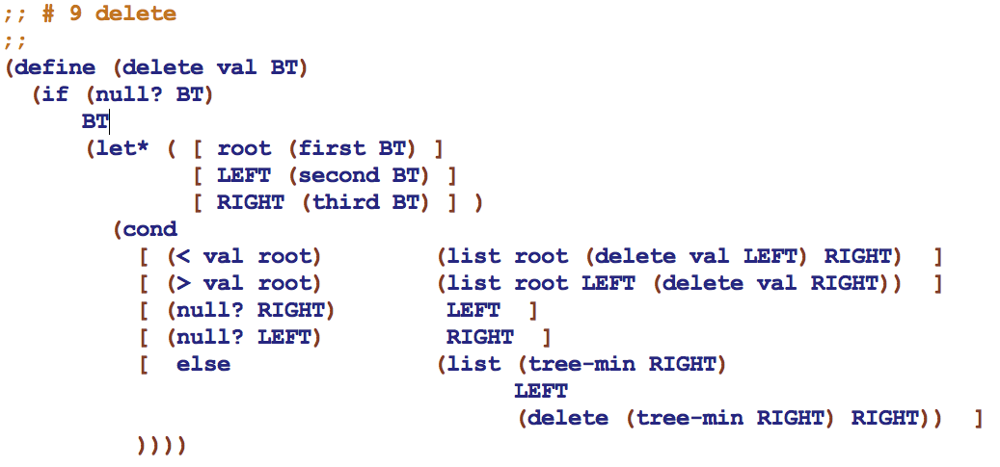 ;; # 9 delete
;;
(define (delete val BT)
(if (null? BT)
BT
(let* ( [ root (first BT) ]
[ LEFT (second BT) ]
[ RIGHT (third BT) ] )
(cond
[ (< val root) (list root (delete val LEFT) RIGHT) ]
[ (> val root) (list root LEFT (delete val RIGHT)) ]
[ (null? RIGHT) LEFT ]
[ (null? LEFT) RIGHT ]
[ else (list (tree-min RIGHT)
LEFT
(delete (tree-min RIGHT) RIGHT)) ]
))))